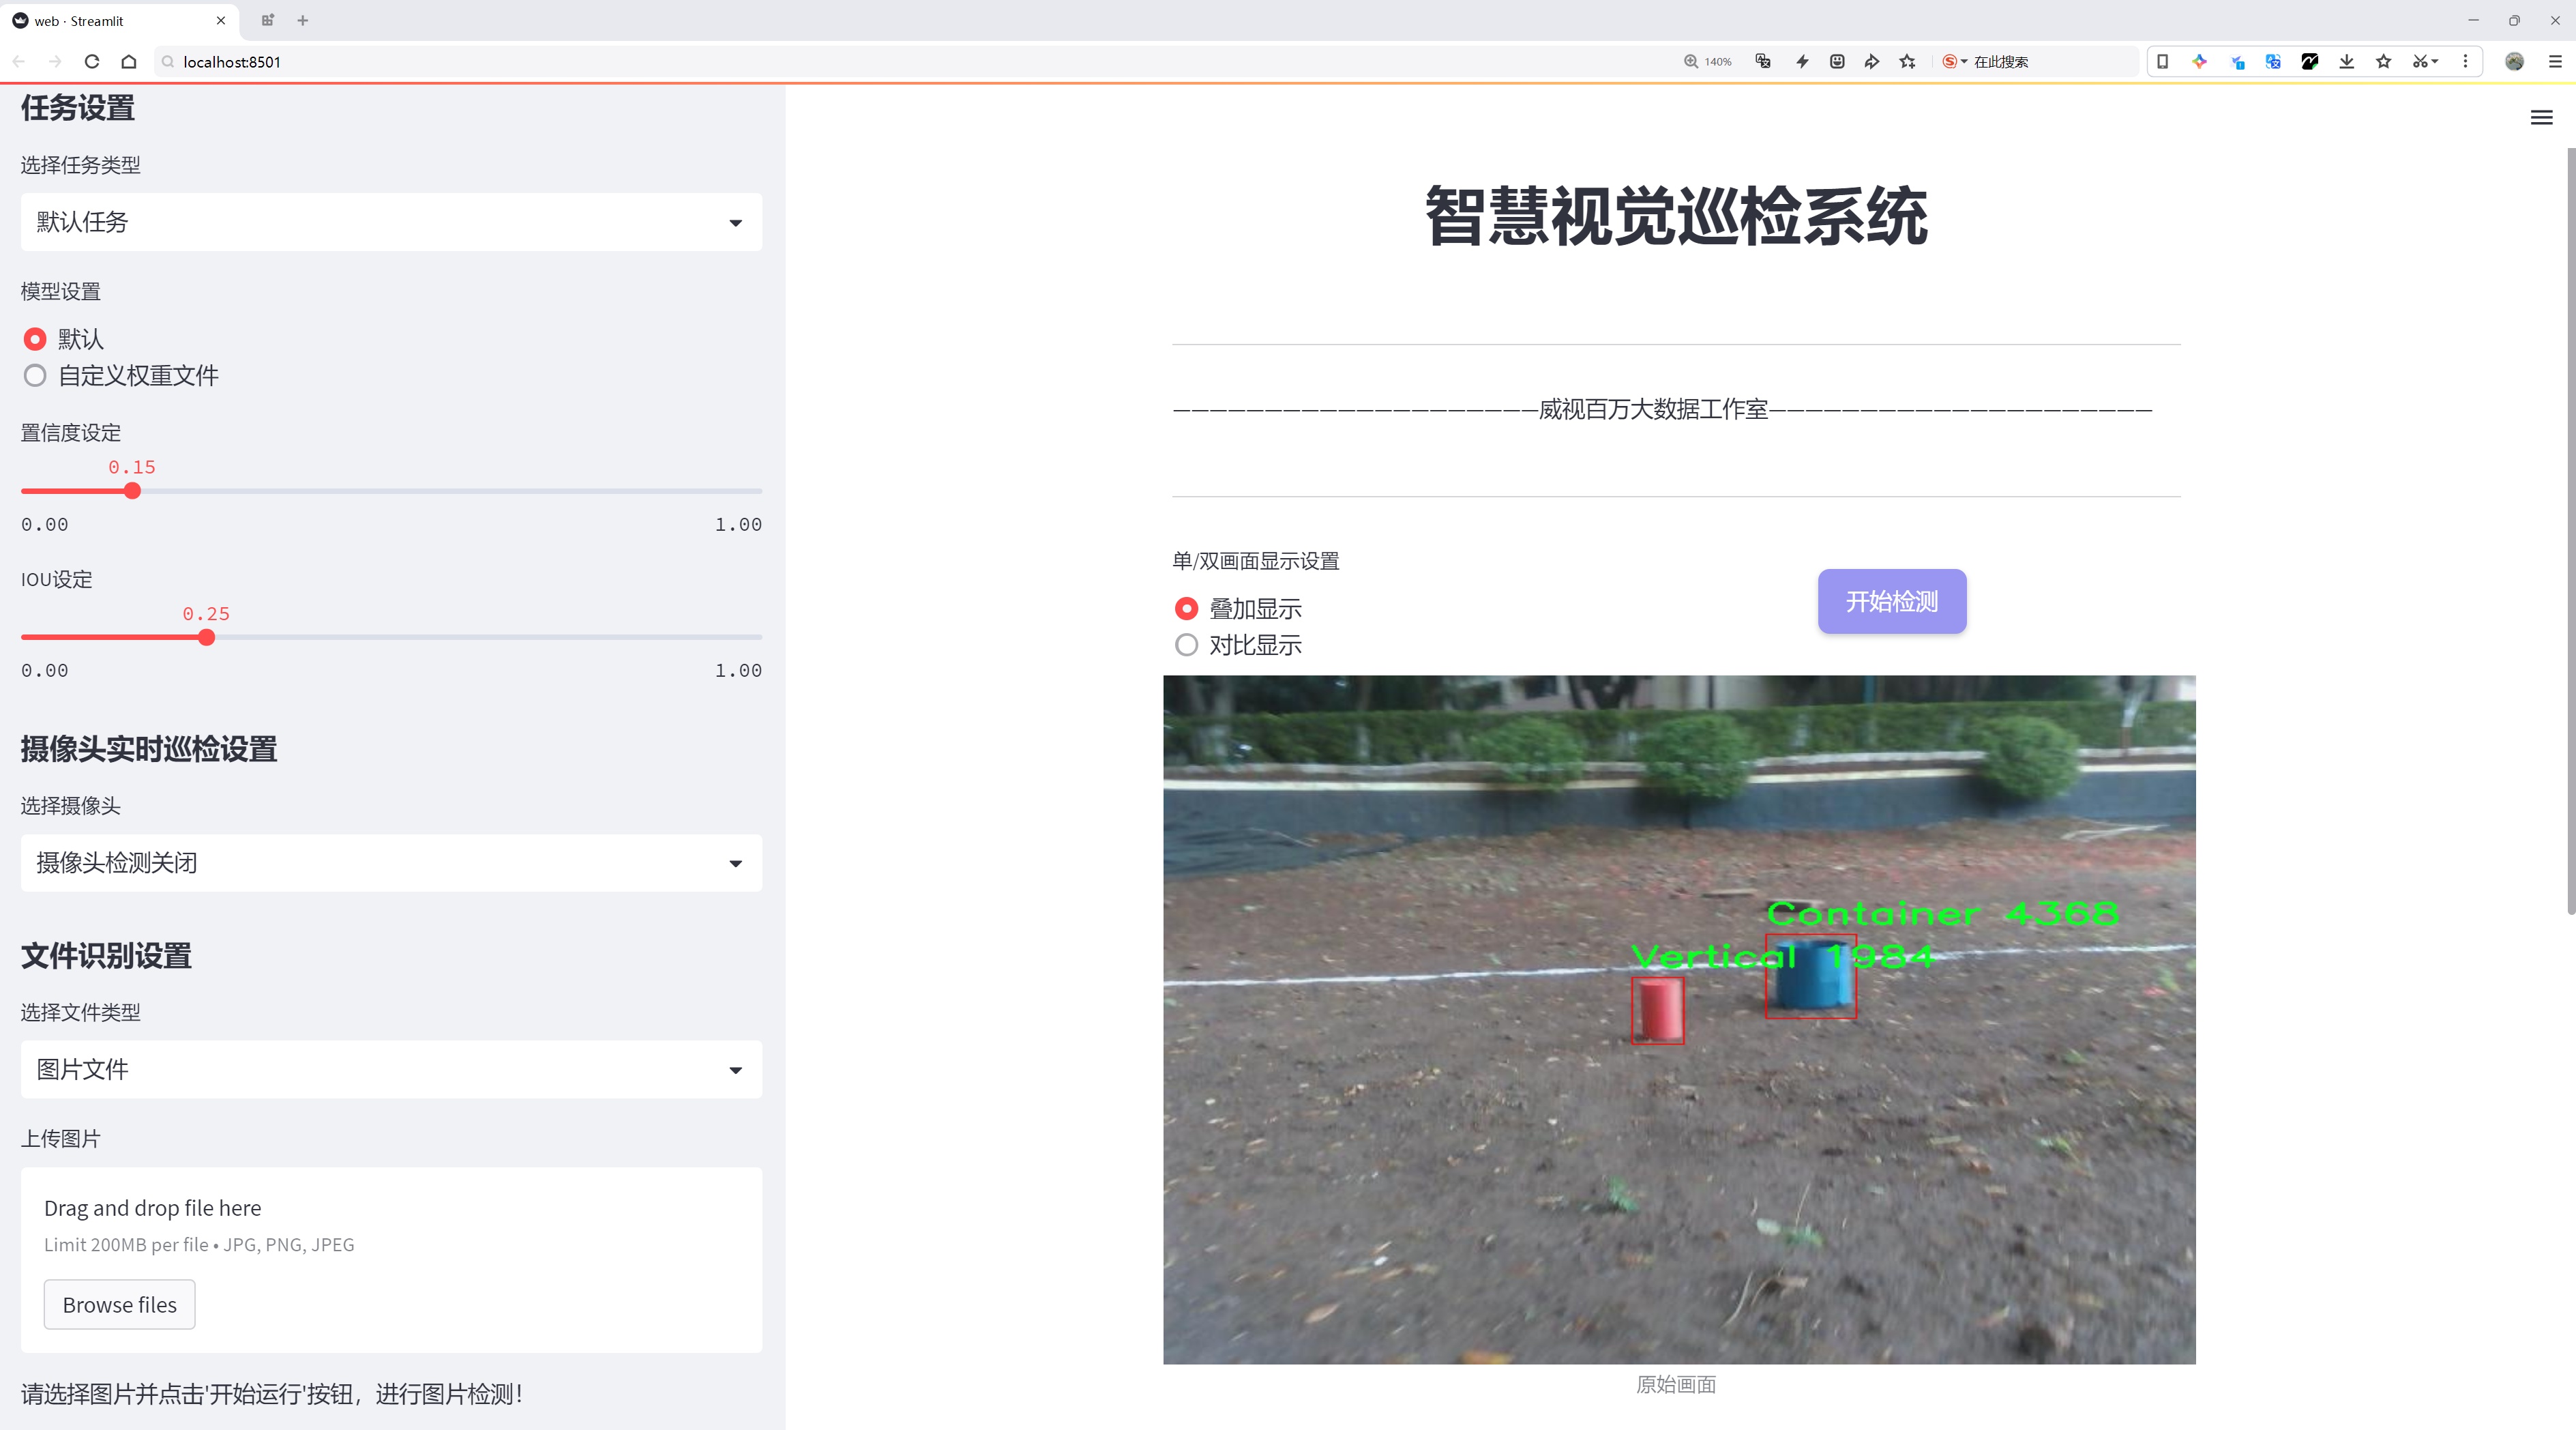 web · Streamlit
localhost:8501
140%
在此搜索
任务设置
选择任务类型
默认任务
模型设置
默认
自定义权重文件
置信度设定
0.15
0.00 1.00
IOU设定
0.25
0.00 1.00
摄像头实时巡检设置
选择摄像头
摄像头检测关闭
文件识别设置
选择文件类型
图片文件
上传图片
Drag and drop file here
Limit 200MB per file • JPG, PNG, JPEG
Browse files
请选择图片并点击'开始运行'按钮，进行图片检测！
智慧视觉巡检系统
————————————————————威视百万大数据工作室—————————————————————
单/双画面显示设置
叠加显示
对比显示
开始检测
Container 4368
Vertical 1984
原始画面